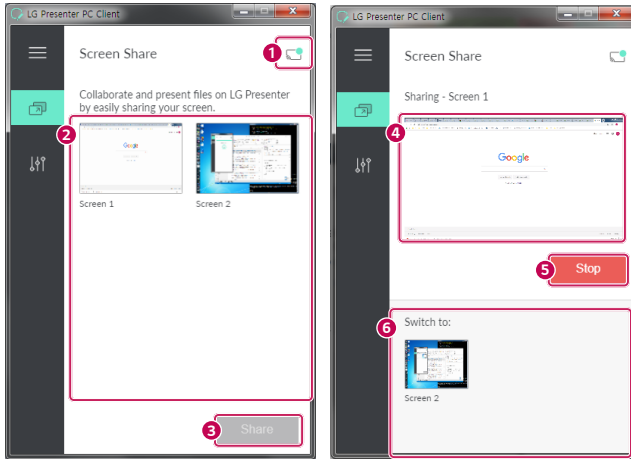 LG Presenter PC Client
Screen Share
1
Collaborate and present files on LG Presenter
by easily sharing your screen.
2
Google
Screen 1
Screen 2
3
Share
LG Presenter PC Client
Screen Share
Sharing - Screen 1
4
Google
5
Stop
6
Switch to:
Screen 2